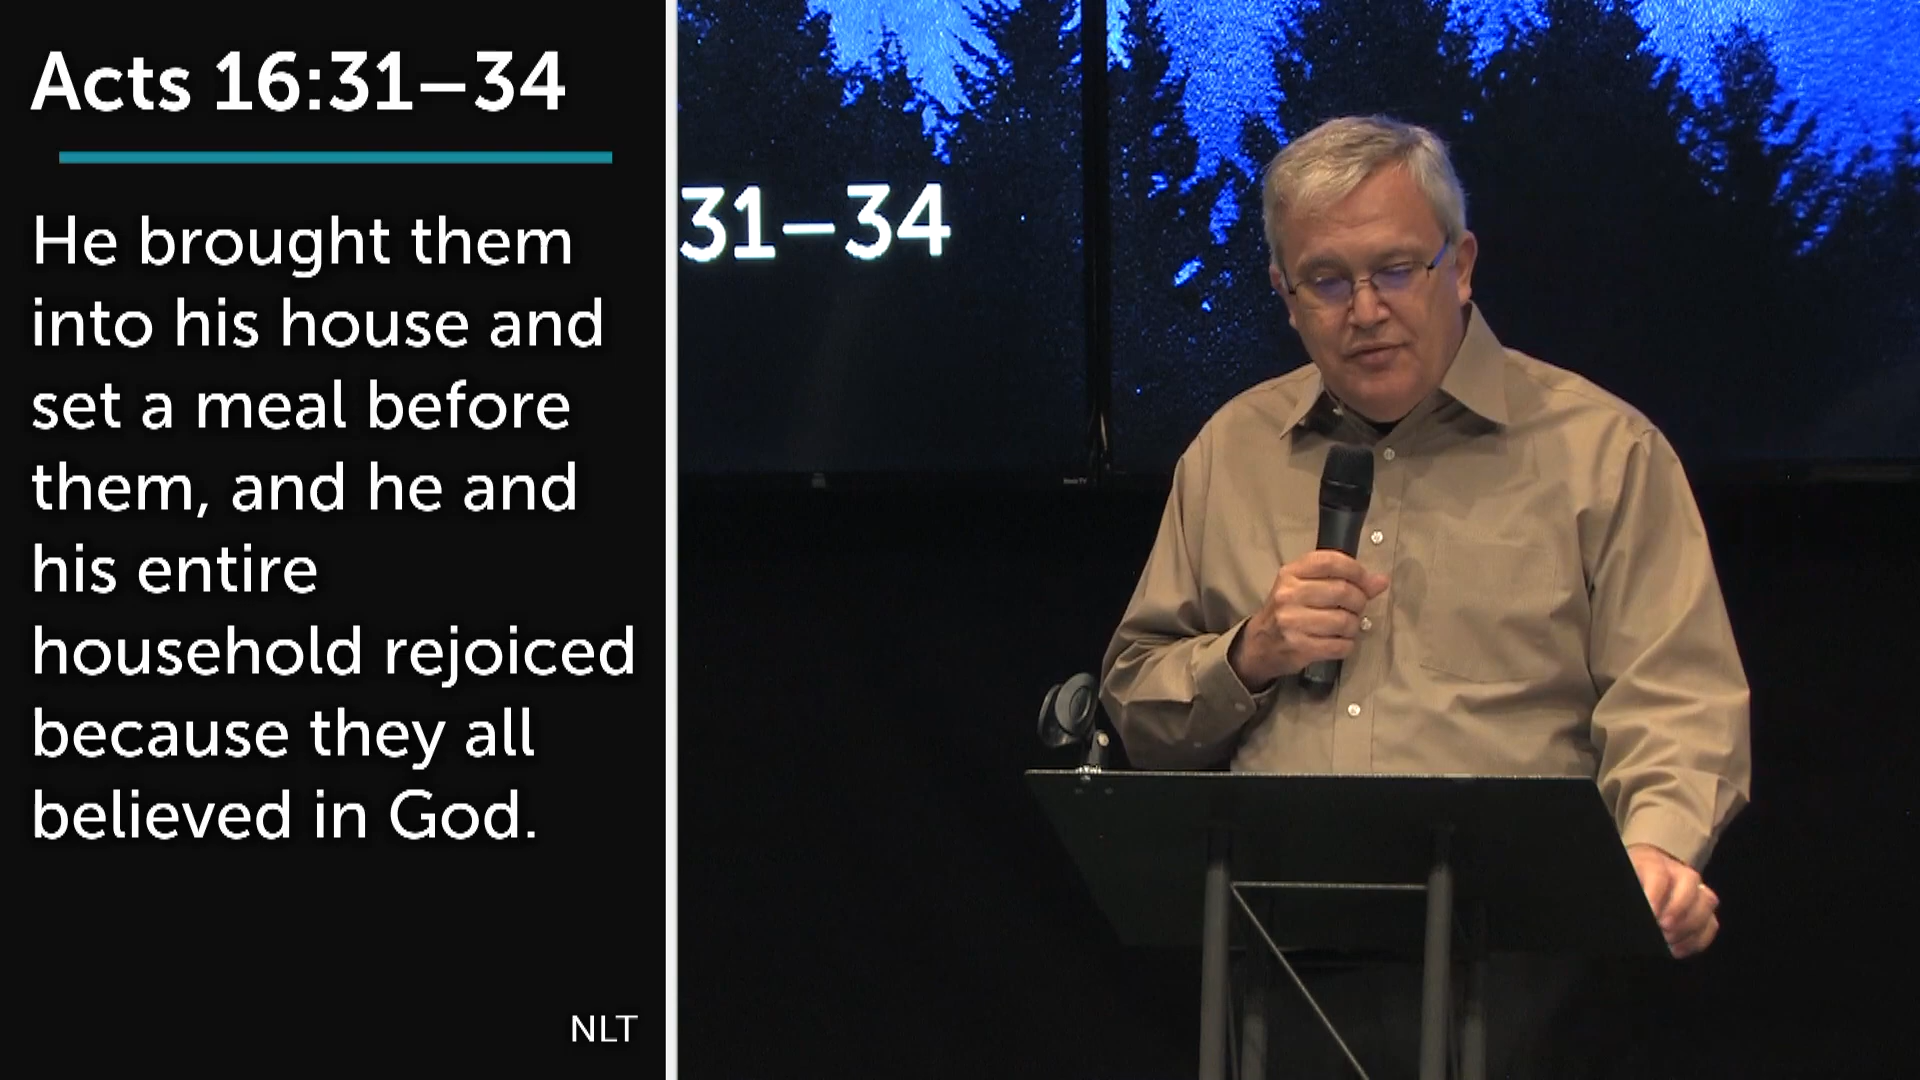 Acts 16:31–34
He brought them
into his house and
set a meal before
them, and he and
his entire
household rejoiced
because they all
believed in God.
NLT
31–34